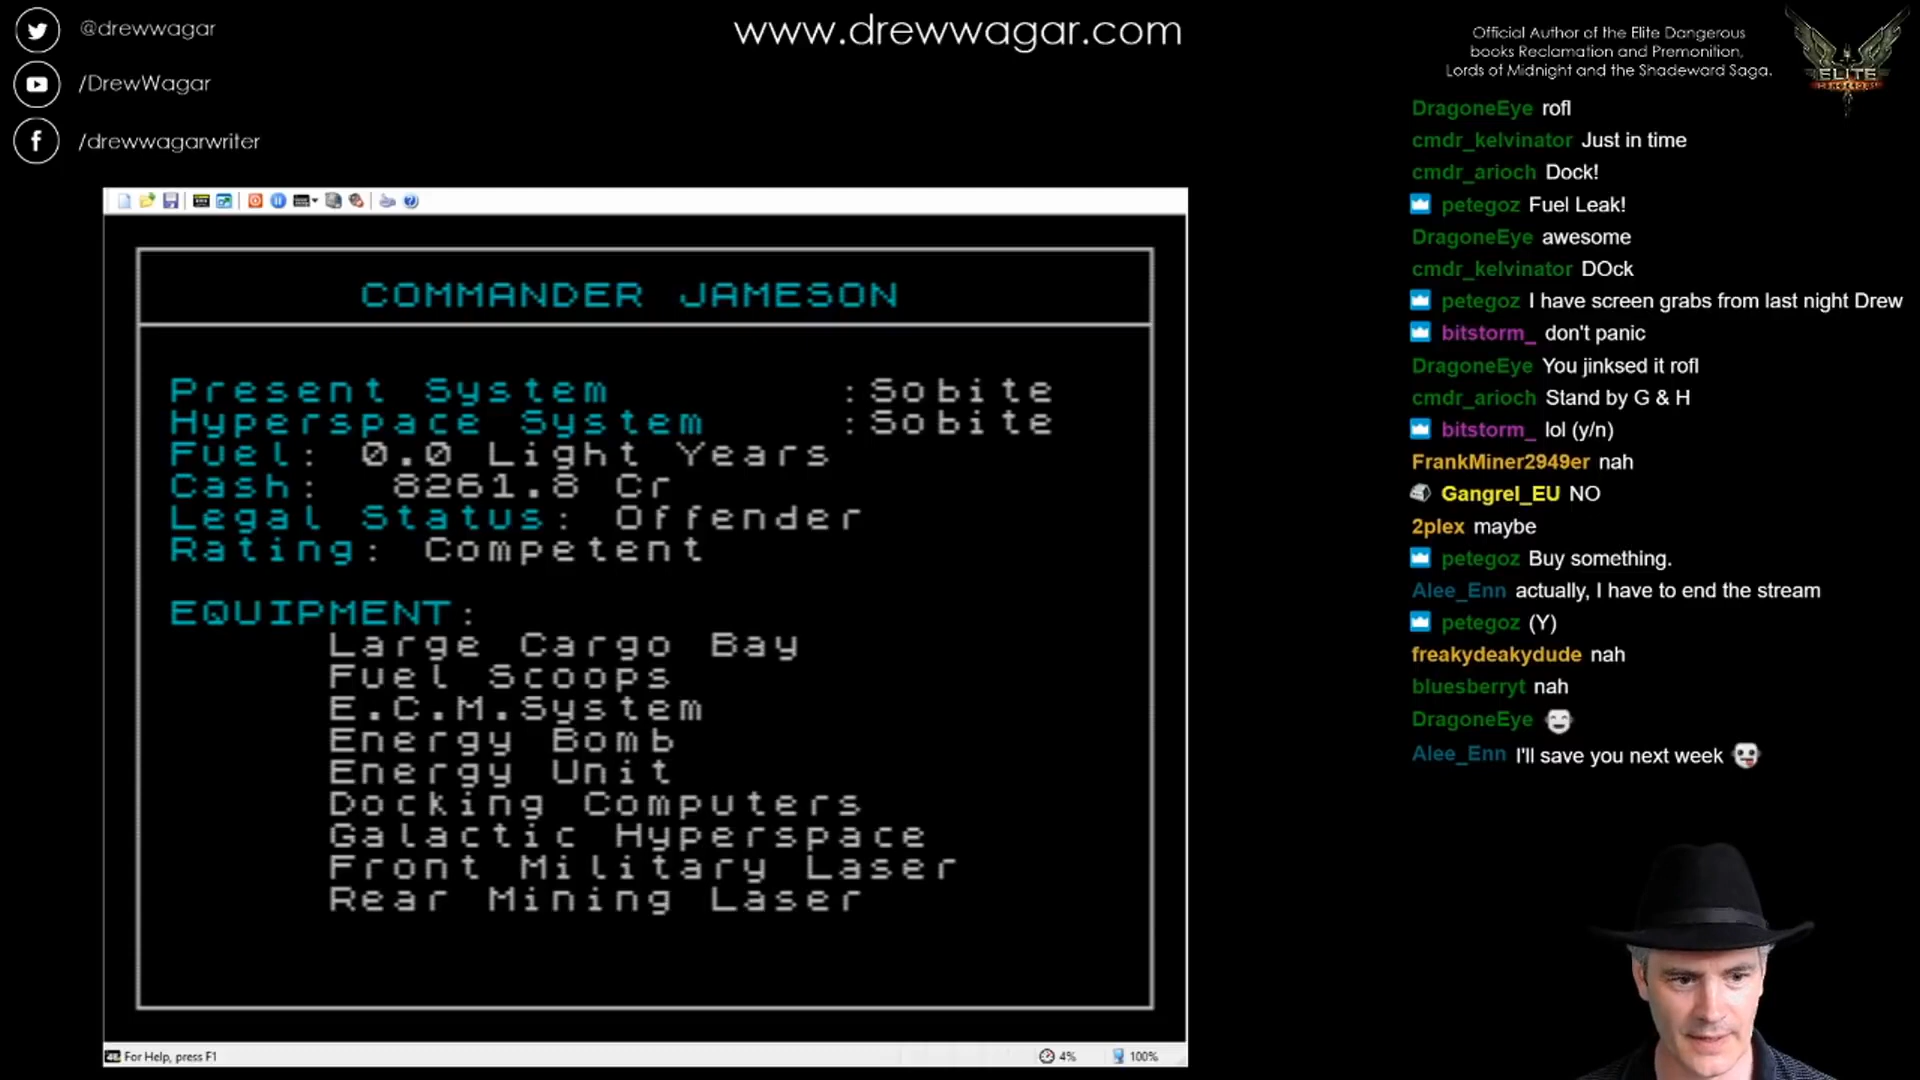 @drewwagar
/DrewWagar
/drewwagarwriter
www.drewwagar.com
Official Author of the Elite Dangerous
books Reclamation and Premonition,
Lords of Midnight and the Shadeward Saga.
ELITE
DANGEROUS
COMMANDER JAMESON
Present System :Sobite
Hyperspace System :Sobite
Fuel: 0.0 Light Years
Cash: 8261.8 Cr
Legal Status: Offender
Rating: Competent
EQUIPMENT:
Large Cargo Bay
Fuel Scoops
E.C.M.System
Energy Bomb
Energy Unit
Docking Computers
Galactic Hyperspace
Front Military Laser
Rear Mining Laser
For Help, press F1
4%
100%
DragoneEye rofl
cmdr_kelvinator Just in time
cmdr_arioch Dock!
petegoz Fuel Leak!
DragoneEye awesome
cmdr_kelvinator DOck
petegoz I have screen grabs from last night Drew
bitstorm_ don't panic
DragoneEye You jinksed it rofl
cmdr_arioch Stand by G & H
bitstorm_ lol (y/n)
FrankMiner2949er nah
Gangrel_EU NO
2plex maybe
petegoz Buy something.
Alee_Enn actually, I have to end the stream
petegoz (Y)
freakydeakydude nah
bluesberryt nah
DragoneEye
Alee_Enn I'll save you next week